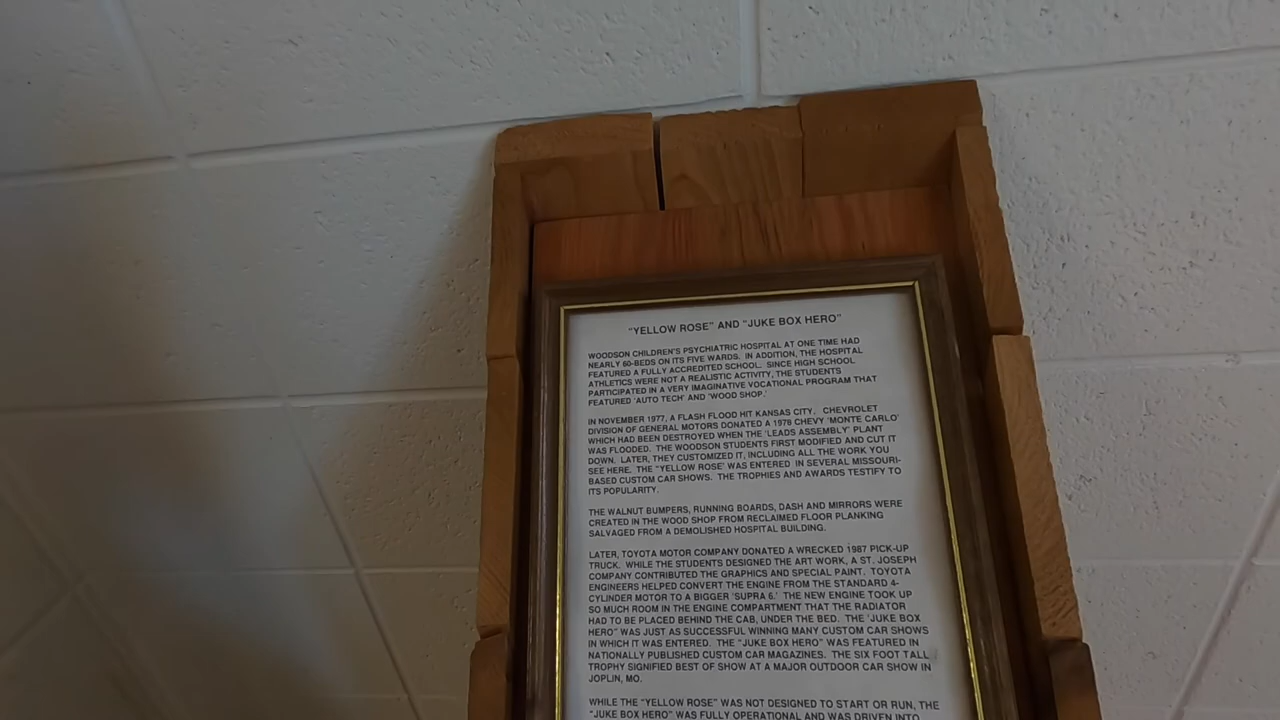 "YELLOW ROSE" AND "JUKE BOX HERO"
WOODSON CHILDREN'S PSYCHIATRIC HOSPITAL AT ONE TIME HAD
NEARLY 60-BEDS ON ITS FIVE WARDS. IN ADDITION, THE HOSPITAL
FEATURED A FULLY ACCREDITED SCHOOL. SINCE HIGH SCHOOL
ATHLETICS WERE NOT A REALISTIC ACTIVITY, THE STUDENTS
PARTICIPATED IN A VERY IMAGINATIVE VOCATIONAL PROGRAM THAT
FEATURED 'AUTO TECH' AND 'WOOD SHOP.'
IN NOVEMBER 1977, A FLASH FLOOD HIT KANSAS CITY. CHEVROLET
DIVISION OF GENERAL MOTORS DONATED A 1978 CHEVY 'MONTE CARLO'
WHICH HAD BEEN DESTROYED WHEN THE 'LEADS ASSEMBLY' PLANT
WAS FLOODED. THE WOODSON STUDENTS FIRST MODIFIED AND CUT IT
DOWN. LATER, THEY CUSTOMIZED IT, INCLUDING ALL THE WORK YOU
SEE HERE. THE "YELLOW ROSE' WAS ENTERED IN SEVERAL MISSOURI-
BASED CUSTOM CAR SHOWS. THE TROPHIES AND AWARDS TESTIFY TO
ITS POPULARITY.
THE WALNUT BUMPERS, RUNNING BOARDS, DASH AND MIRRORS WERE
CREATED IN THE WOOD SHOP FROM RECLAIMED FLOOR PLANKING
SALVAGED FROM A DEMOLISHED HOSPITAL BUILDING.
LATER, TOYOTA MOTOR COMPANY DONATED A WRECKED 1987 PICK-UP
TRUCK. WHILE THE STUDENTS DESIGNED THE ART WORK, A ST. JOSEPH
COMPANY CONTRIBUTED THE GRAPHICS AND SPECIAL PAINT. TOYOTA
ENGINEERS HELPED CONVERT THE ENGINE FROM THE STANDARD 4-
CYLINDER MOTOR TO A BIGGER 'SUPRA 6.' THE NEW ENGINE TOOK UP
SO MUCH ROOM IN THE ENGINE COMPARTMENT THAT THE RADIATOR
HAD TO BE PLACED BEHIND THE CAB, UNDER THE BED. THE 'JUKE BOX
HERO" WAS JUST AS SUCCESSFUL WINNING MANY CUSTOM CAR SHOWS
IN WHICH IT WAS ENTERED. THE "JUKE BOX HERO" WAS FEATURED IN
NATIONALLY PUBLISHED CUSTOM CAR MAGAZINES. THE SIX FOOT TALL
TROPHY SIGNIFIED BEST OF SHOW AT A MAJOR OUTDOOR CAR SHOW IN
JOPLIN, MO.
WHILE THE "YELLOW ROSE" WAS NOT DESIGNED TO START OR RUN, THE
"JUKE BOX HERO" WAS FULLY OPERATIONAL AND WAS DRIVEN INTO